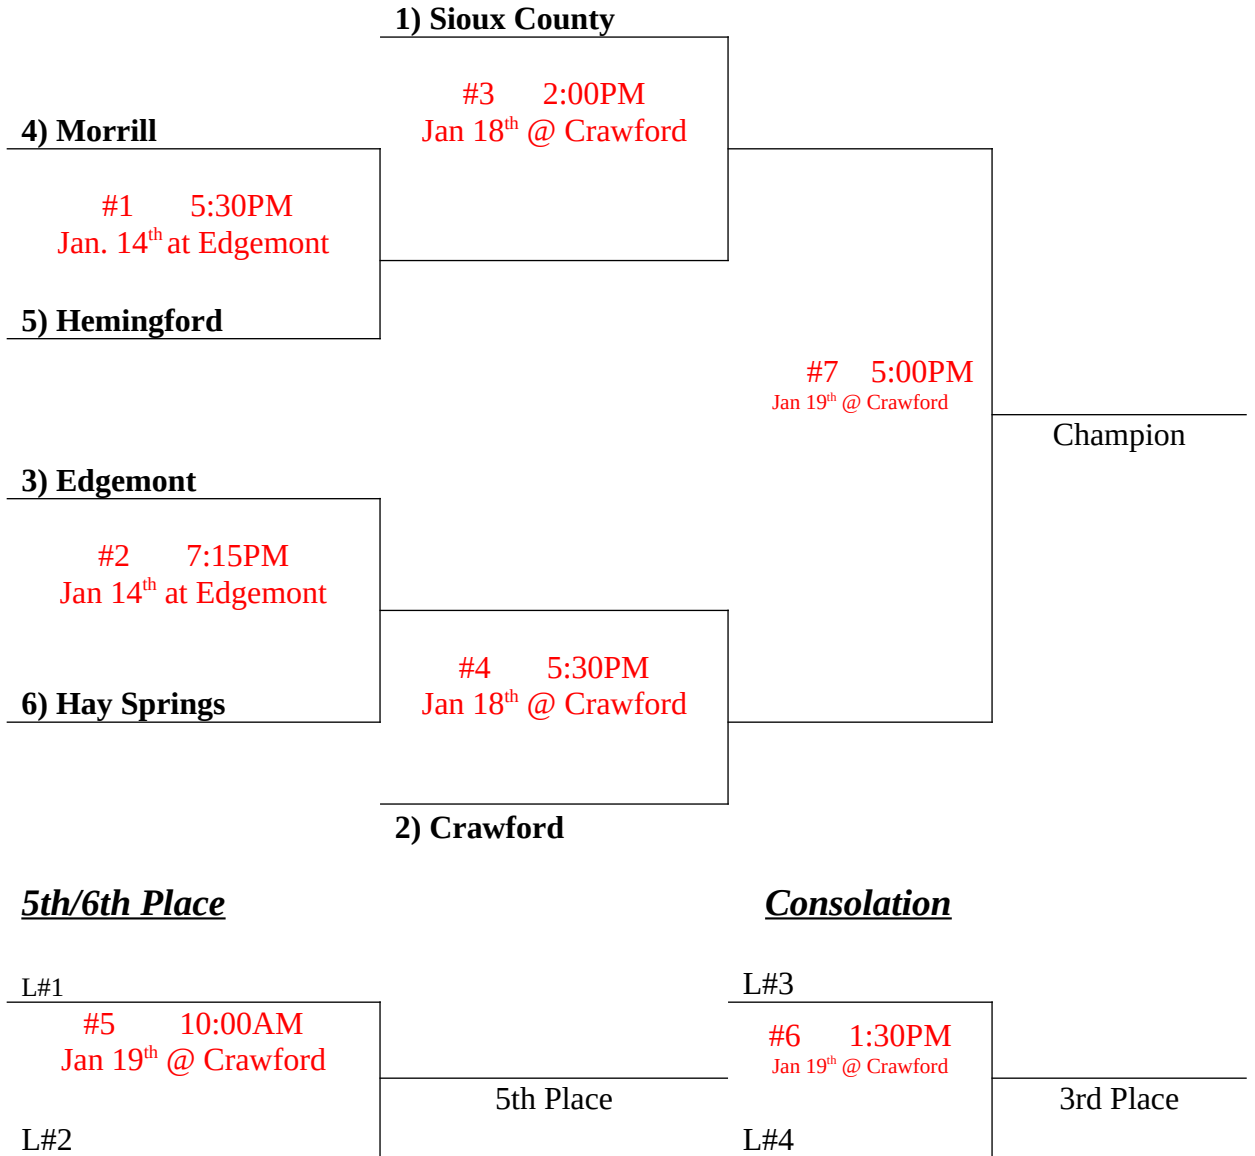 1) Sioux County
#3 2:00PM
Jan 18th @ Crawford
4) Morrill
#1 5:30PM
Jan. 14th at Edgemont
5) Hemingford
#7 5:00PM
Jan 19th @ Crawford
Champion
3) Edgemont
#2 7:15PM
Jan 14th at Edgemont
6) Hay Springs
#4 5:30PM
Jan 18th @ Crawford
2) Crawford
5th/6th Place
Consolation
L#1
#5 10:00AM
Jan 19th @ Crawford
5th Place
L#2
L#3
#6 1:30PM
Jan 19th @ Crawford
3rd Place
L#4